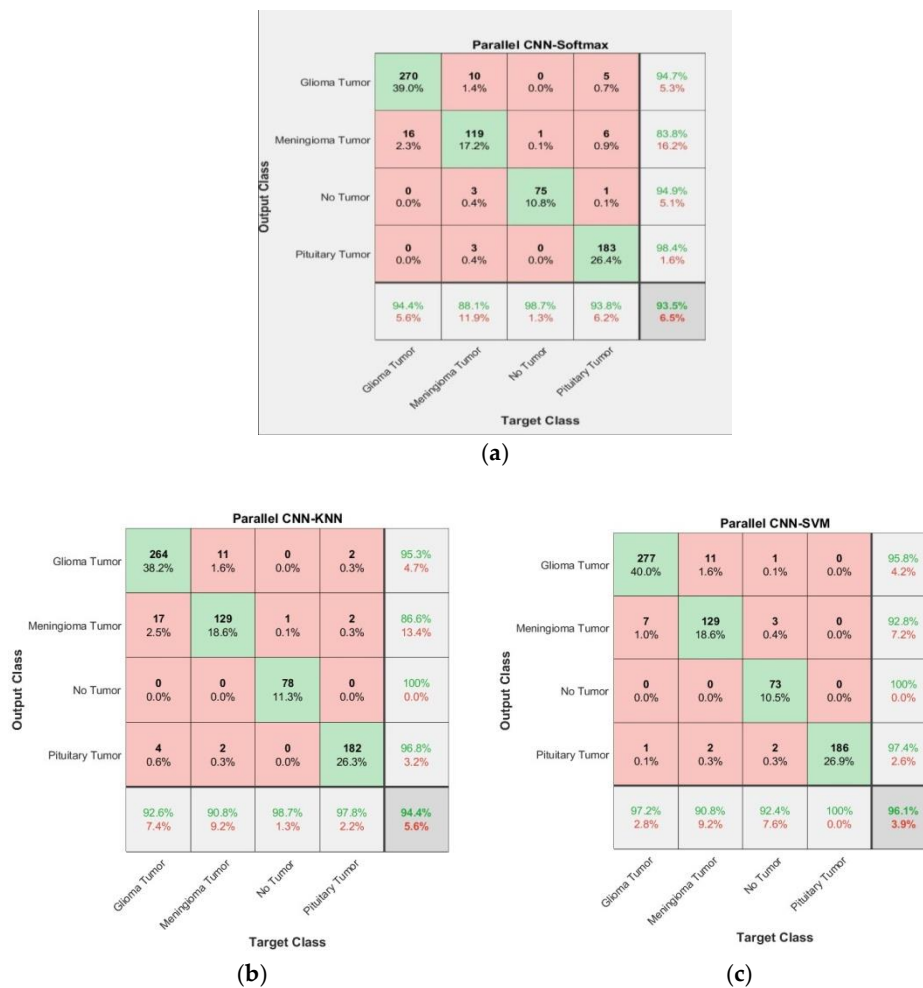 Parallel CNN-Softmax
Output Class
Glioma Tumor
270 10 0 5 94.7%
39.0% 1.4% 0.0% 0.7% 5.3%
Meningioma Tumor
16 119 1 6 83.8%
2.3% 17.2% 0.1% 0.9% 16.2%
No Tumor
0 3 75 1 94.9%
0.0% 0.4% 10.8% 0.1% 5.1%
Pituitary Tumor
0 3 0 183 98.4%
0.0% 0.4% 0.0% 26.4% 1.6%
94.4% 88.1% 98.7% 93.8% 93.5%
5.6% 11.9% 1.3% 6.2% 6.5%
Glioma Tumor
Meningioma Tumor
No Tumor
Pituitary Tumor
Target Class
(a)
Parallel CNN-KNN
Output Class
Glioma Tumor
264 11 0 2 95.3%
38.2% 1.6% 0.0% 0.3% 4.7%
Meningioma Tumor
17 129 1 2 86.6%
2.5% 18.6% 0.1% 0.3% 13.4%
No Tumor
0 0 78 0 100%
0.0% 0.0% 11.3% 0.0% 0.0%
Pituitary Tumor
4 2 0 182 96.8%
0.6% 0.3% 0.0% 26.3% 3.2%
92.6% 90.8% 98.7% 97.8% 94.4%
7.4% 9.2% 1.3% 2.2% 5.6%
Glioma Tumor
Meningioma Tumor
No Tumor
Pituitary Tumor
Target Class
(b)
Parallel CNN-SVM
Output Class
Glioma Tumor
277 11 1 0 95.8%
40.0% 1.6% 0.1% 0.0% 4.2%
Meningioma Tumor
7 129 3 0 92.8%
1.0% 18.6% 0.4% 0.0% 7.2%
No Tumor
0 0 73 0 100%
0.0% 0.0% 10.5% 0.0% 0.0%
Pituitary Tumor
1 2 2 186 97.4%
0.1% 0.3% 0.3% 26.9% 2.6%
97.2% 90.8% 92.4% 100% 96.1%
2.8% 9.2% 7.6% 0.0% 3.9%
Glioma Tumor
Meningioma Tumor
No Tumor
Pituitary Tumor
Target Class
(c)